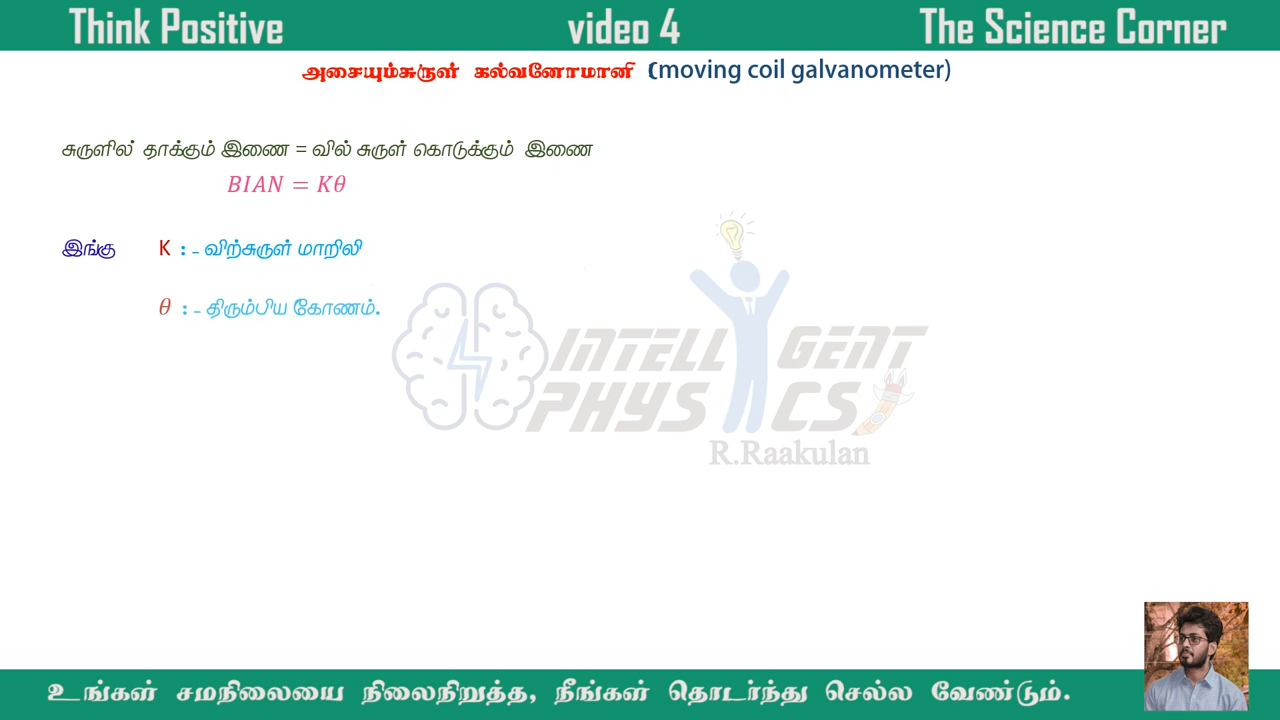 Think Positive video 4 The Science Corner
அசையும்சுருள் கல்வனோமானி (moving coil galvanometer)
சுருளில் தாக்கும் இணை = வில் சுருள் கொடுக்கும் இணை
BIAN = Kθ
இங்கு K : - விற்சுருள் மாறிலி
θ : - திரும்பிய கோணம்.
INTELLIGENT
PHYSICS
R.Raakulan
உங்கள் சமநிலையை நிலைநிறுத்த, நீங்கள் தொடர்ந்து செல்ல வேண்டும்.